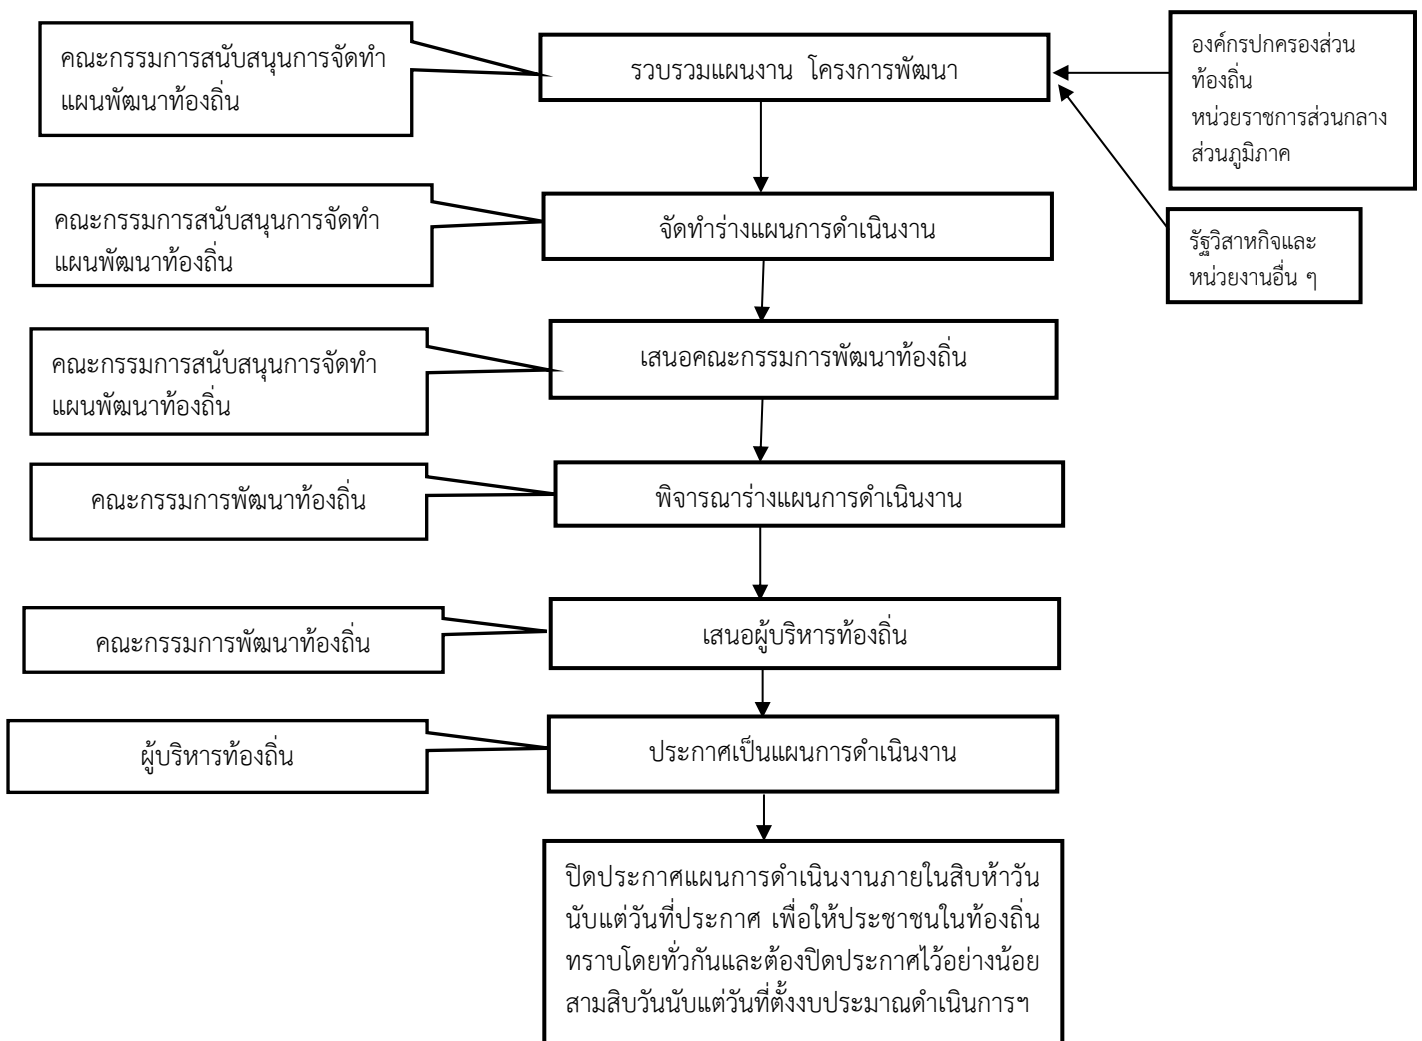 คณะกรรมการสนับสนุนการจัดทำ
แผนพัฒนาท้องถิ่น
รวบรวมแผนงาน โครงการพัฒนา
องค์กรปกครองส่วน
ท้องถิ่น
หน่วยราชการส่วนกลาง
ส่วนภูมิภาค
คณะกรรมการสนับสนุนการจัดทำ
แผนพัฒนาท้องถิ่น
จัดทำร่างแผนการดำเนินงาน
รัฐวิสาหกิจและ
หน่วยงานอื่น ๆ
คณะกรรมการสนับสนุนการจัดทำ
แผนพัฒนาท้องถิ่น
เสนอคณะกรรมการพัฒนาท้องถิ่น
คณะกรรมการพัฒนาท้องถิ่น
พิจารณาร่างแผนการดำเนินงาน
คณะกรรมการพัฒนาท้องถิ่น
เสนอผู้บริหารท้องถิ่น
ผู้บริหารท้องถิ่น
ประกาศเป็นแผนการดำเนินงาน
ปิดประกาศแผนการดำเนินงานภายในสิบห้าวัน
นับแต่วันที่ประกาศ เพื่อให้ประชาชนในท้องถิ่น
ทราบโดยทั่วกันและต้องปิดประกาศไว้อย่างน้อย
สามสิบวันนับแต่วันที่ตั้งงบประมาณดำเนินการฯ